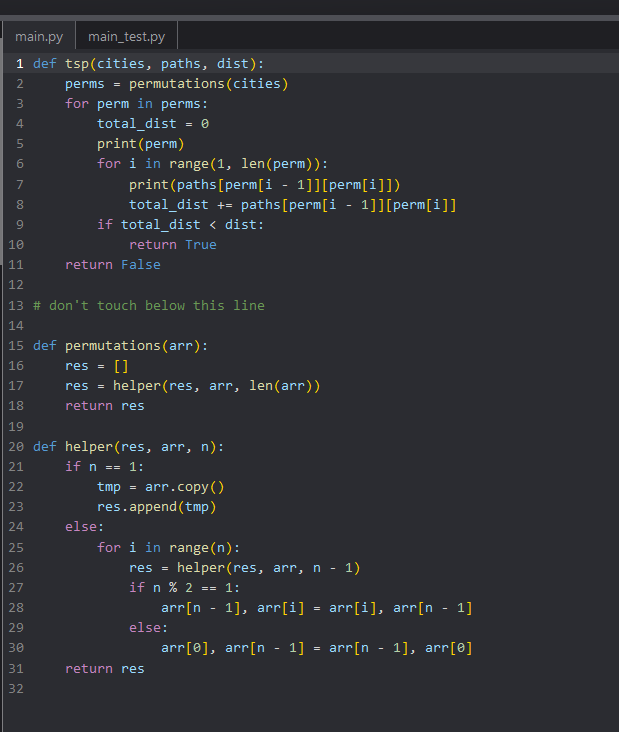 main.py main_test.py
1 def tsp(cities, paths, dist):
2     perms = permutations(cities)
3     for perm in perms:
4         total_dist = 0
5         print(perm)
6         for i in range(1, len(perm)):
7             print(paths[perm[i - 1]][perm[i]])
8             total_dist += paths[perm[i - 1]][perm[i]]
9         if total_dist < dist:
10             return True
11     return False
12
13 # don't touch below this line
14
15 def permutations(arr):
16     res = []
17     res = helper(res, arr, len(arr))
18     return res
19
20 def helper(res, arr, n):
21     if n == 1:
22         tmp = arr.copy()
23         res.append(tmp)
24     else:
25         for i in range(n):
26             res = helper(res, arr, n - 1)
27             if n % 2 == 1:
28                 arr[n - 1], arr[i] = arr[i], arr[n - 1]
29             else:
30                 arr[0], arr[n - 1] = arr[n - 1], arr[0]
31     return res
32